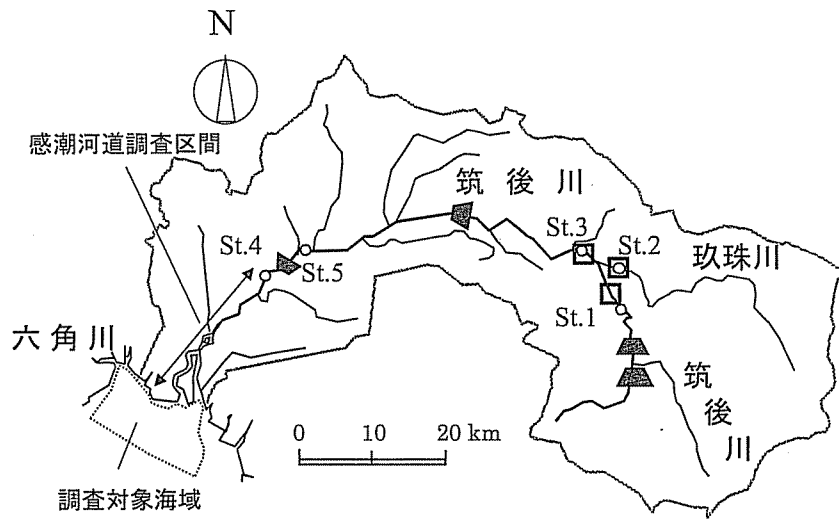 N
感潮河道調査区間
筑後川
St.3
St.2
St.4
St.5
玖珠川
St.1
六角川
筑後川
0 10 20 km
調査対象海域